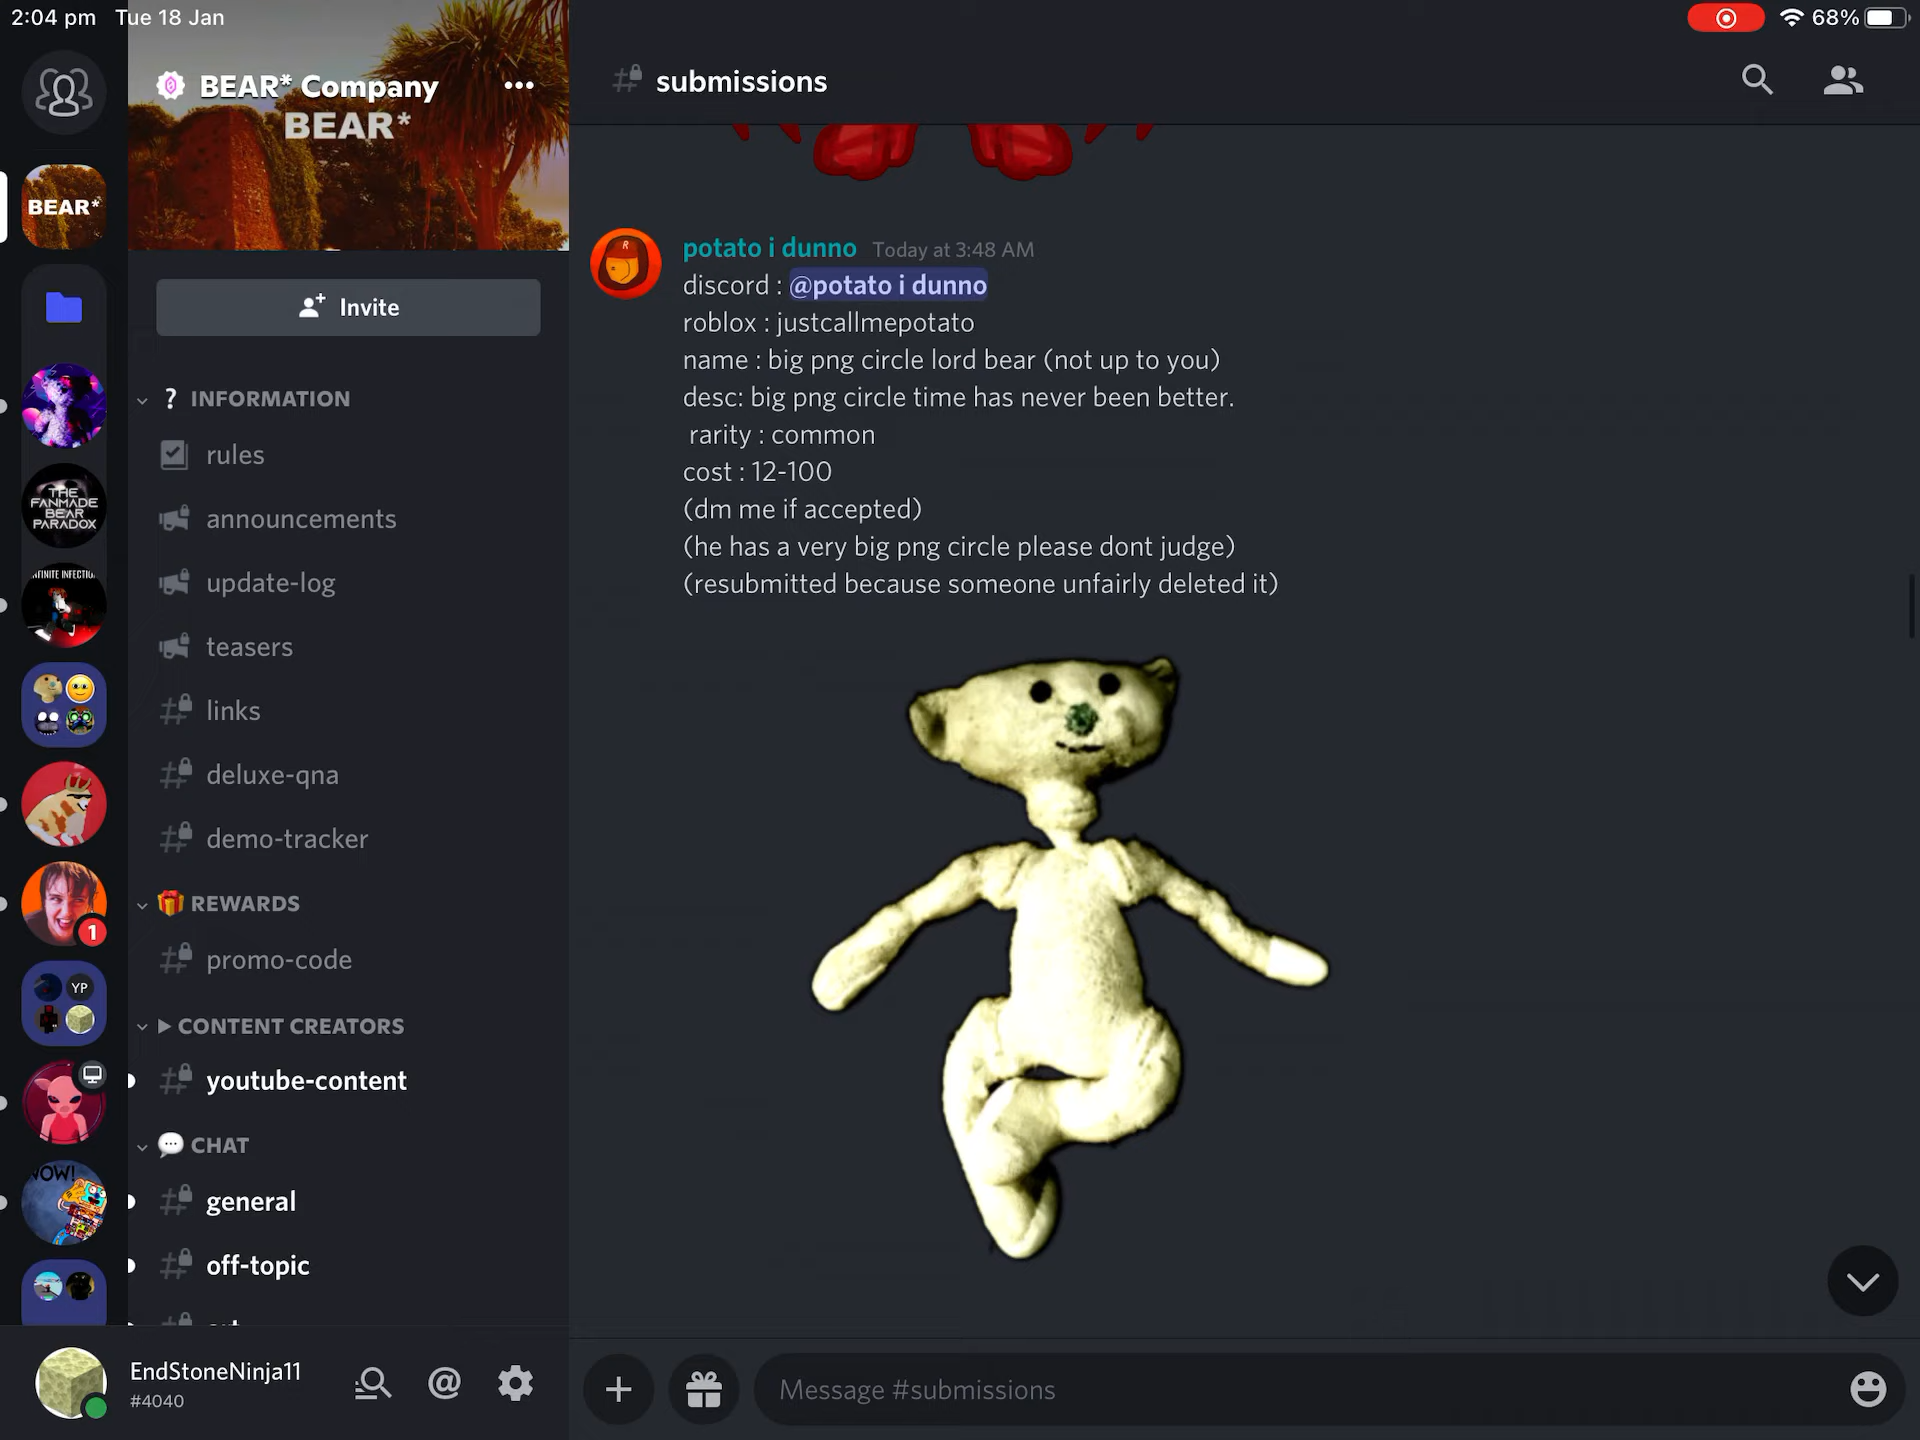 2:04 pm Tue 18 Jan
68%
BEAR* Company
BEAR*
BEAR*
Invite
? INFORMATION
rules
announcements
update-log
teasers
links
deluxe-qna
demo-tracker
REWARDS
promo-code
CONTENT CREATORS
youtube-content
CHAT
general
off-topic
THE
FANMADE
BEAR
PARADOX
1
YP
WOW!
EndStoneNinja11
#4040
submissions
potato i dunno Today at 3:48 AM
discord : @potato i dunno
roblox : justcallmepotato
name : big png circle lord bear (not up to you)
desc: big png circle time has never been better.
rarity : common
cost : 12-100
(dm me if accepted)
(he has a very big png circle please dont judge)
(resubmitted because someone unfairly deleted it)
Message #submissions